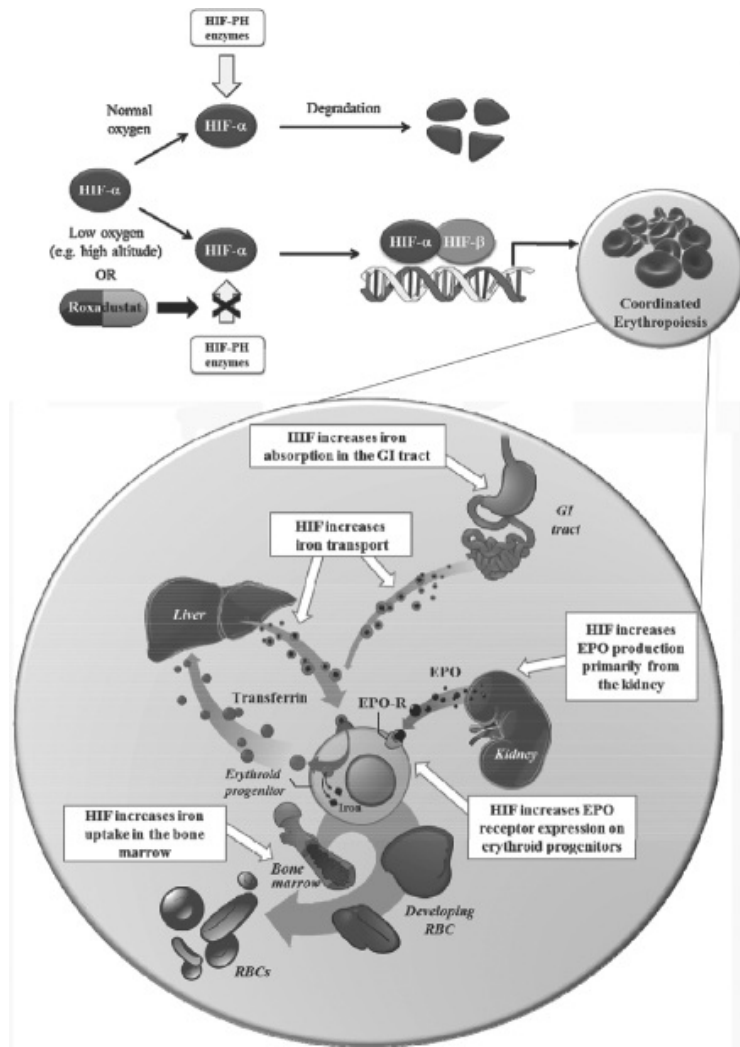 HIF-PH
enzymes
Normal
oxygen
HIF-α
Degradation
HIF-α
Low oxygen
(e.g. high altitude)
OR
Roxadustat
HIF-α
HIF-PH
enzymes
HIF-α
HIF-β
Coordinated
Erythropoiesis
HIF increases iron
absorption in the GI tract
GI
tract
HIF increases
iron transport
Liver
HIF increases
EPO production
primarily from
the kidney
EPO
Transferrin
EPO-R
Kidney
Erythroid
progenitor
Iron
HIF increases iron
uptake in the bone
marrow
HIF increases EPO
receptor expression on
erythroid progenitors
Bone
marrow
Developing
RBC
RBCs